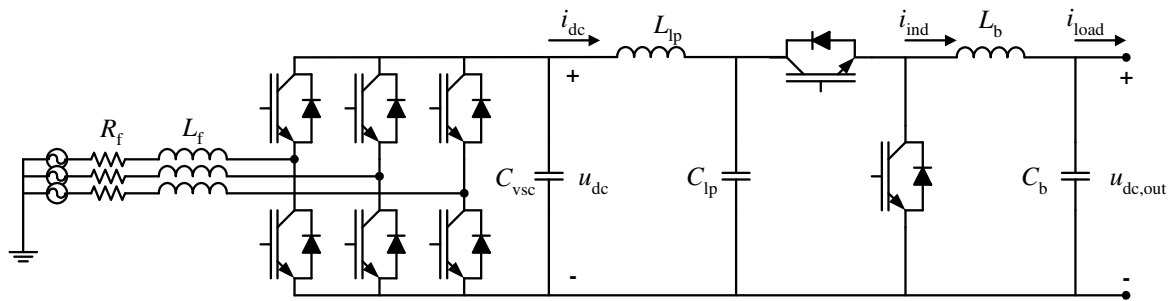 i_dc
L_lp
i_ind
L_b
i_load
+
+
R_f
L_f
C_vsc
u_dc
C_lp
C_b
u_dc,out
-
-